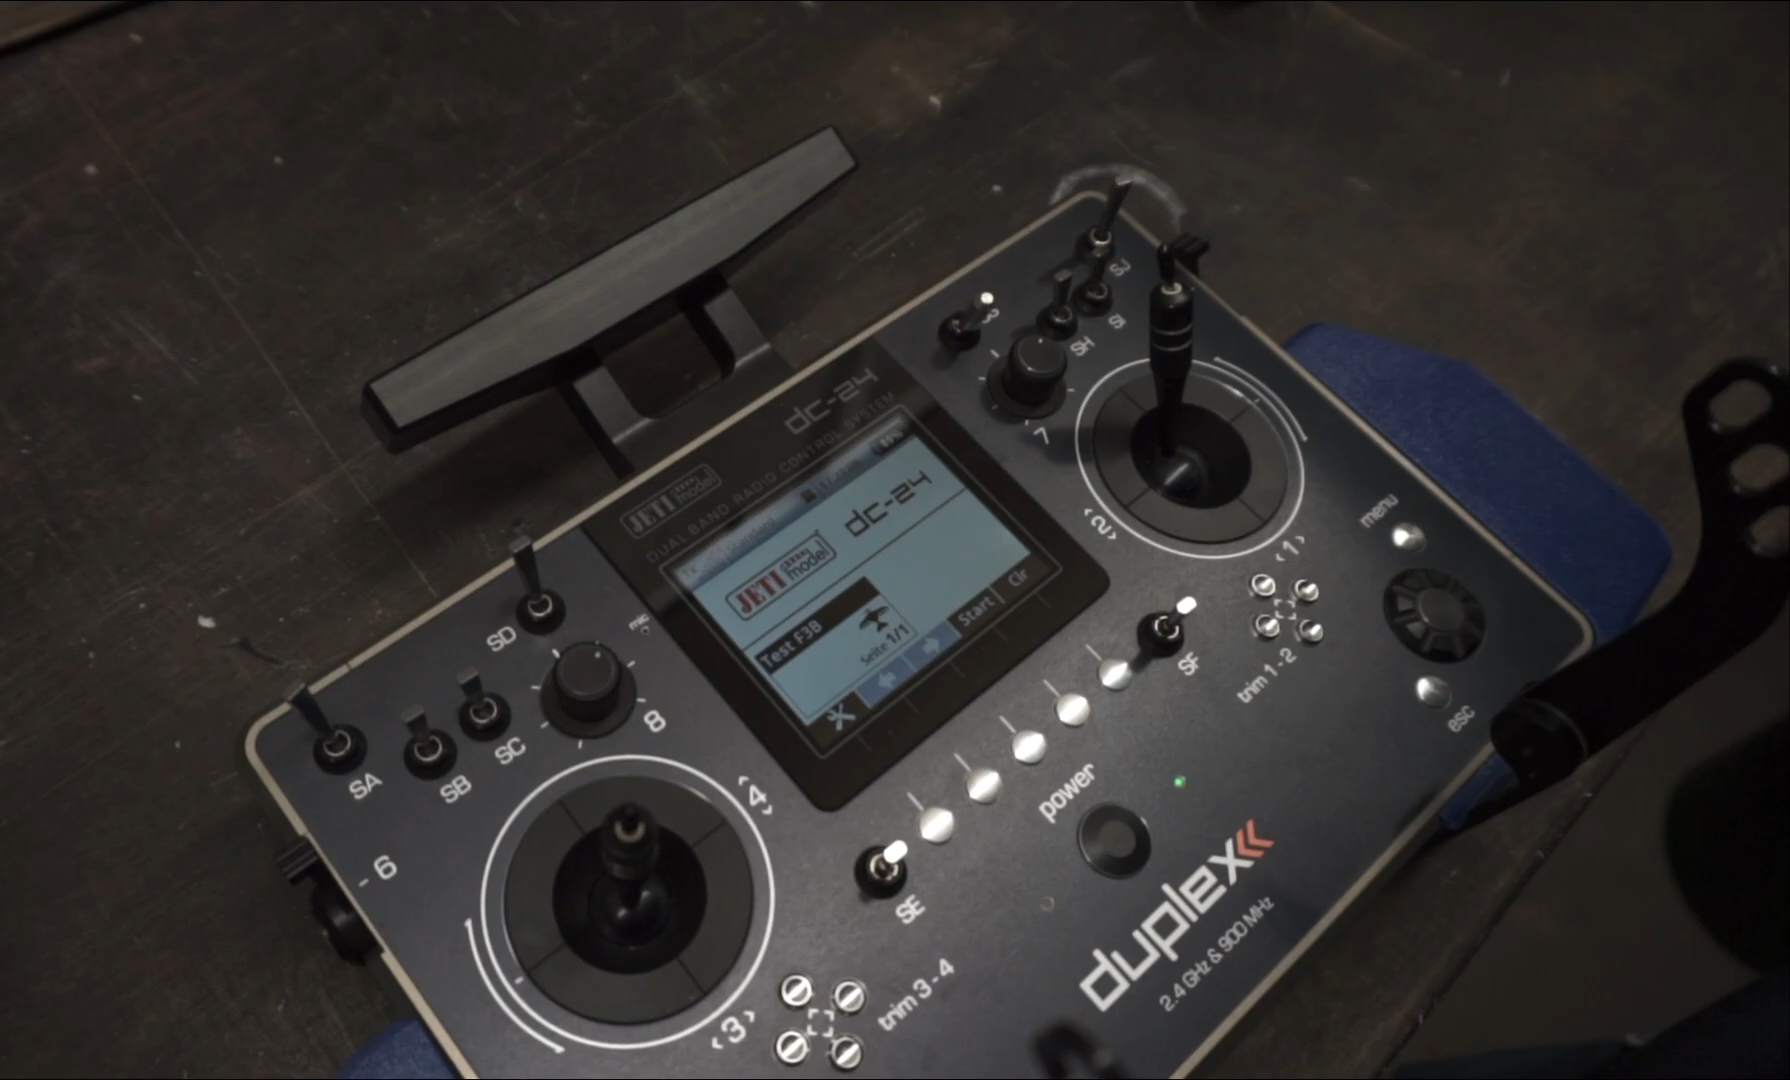 JETI model
dc-24
DUAL BAND RADIO CONTROL SYSTEM
JETI model
dc-24
Test F3B
Seite 1/1
Start
Clr
SJ
SI
SH
7
SD
mic
8
SC
SB
SA
6
‹4›
‹3›
‹2›
‹1›
menu
esc
trim 1 - 2
SF
SE
power
trim 3 - 4
duplex
2.4 GHz & 900 MHz